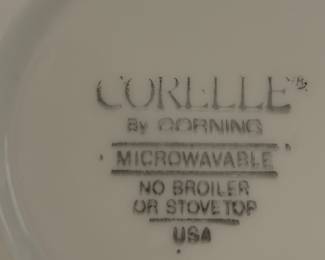 CORELLE®
By CORNING
MICROWAVABLE
NO BROILER
OR STOVETOP
USA